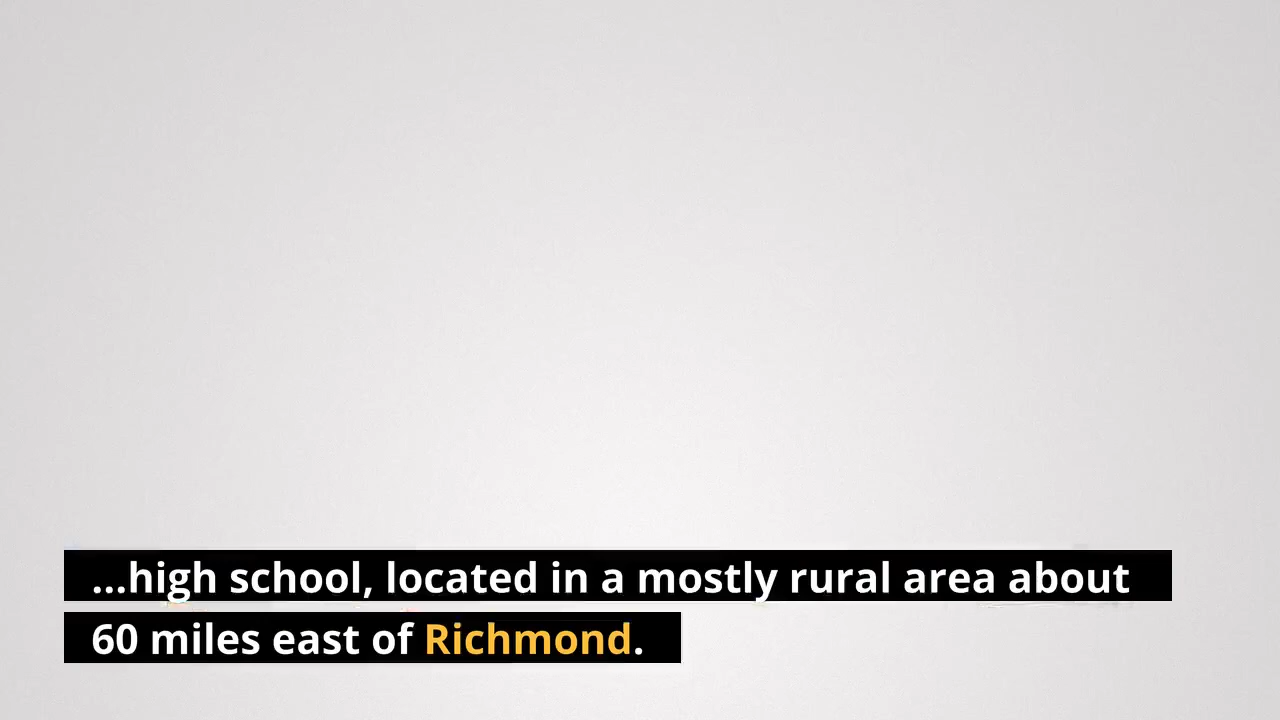 ...high school, located in a mostly rural area about
60 miles east of Richmond.